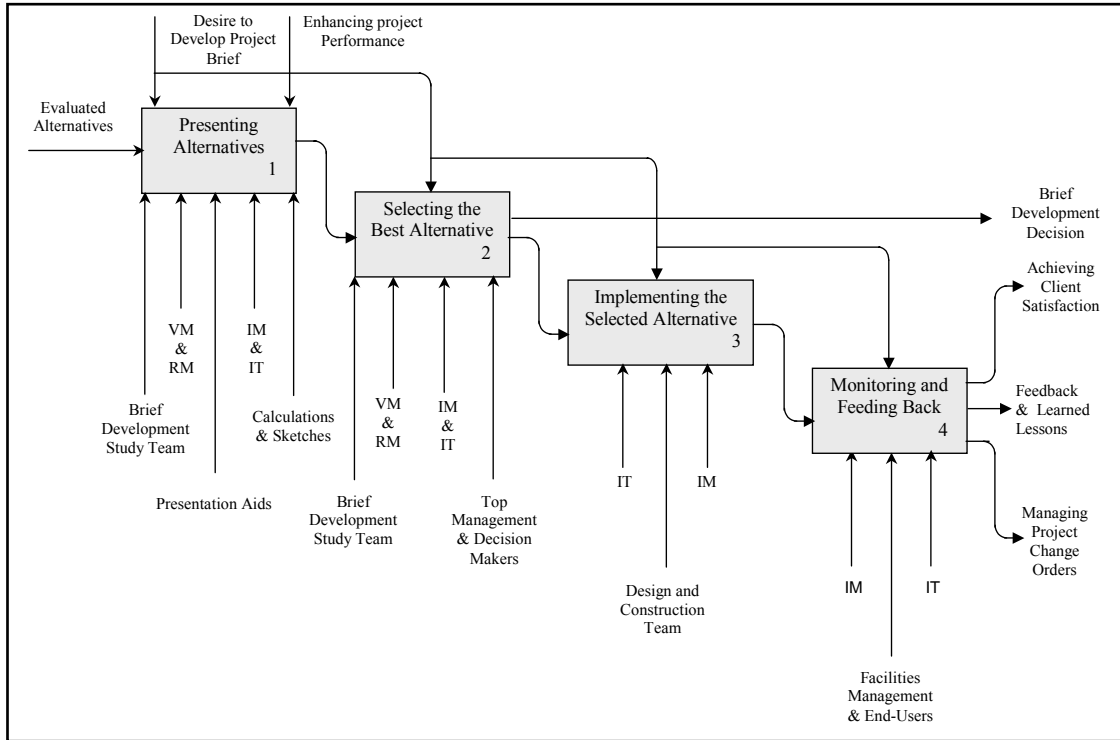 Desire to
Develop Project
Brief
Enhancing project
Performance
Evaluated
Alternatives
Presenting
Alternatives
1
Selecting the
Best Alternative
2
Brief
Development
Decision
Achieving
Client
Satisfaction
Implementing the
Selected Alternative
3
VM
&
RM
IM
& 
IT
Monitoring and
Feeding Back
4
Feedback
& Learned
Lessons
Brief
Development
Study Team
Calculations
& Sketches
VM
&
RM
IM
&
IT
IT
IM
Presentation Aids
Brief
Development
Study Team
Top
Management
& Decision
Makers
Managing
Project
Change
Orders
IM
IT
Design and
Construction
Team
Facilities
Management
& End-Users